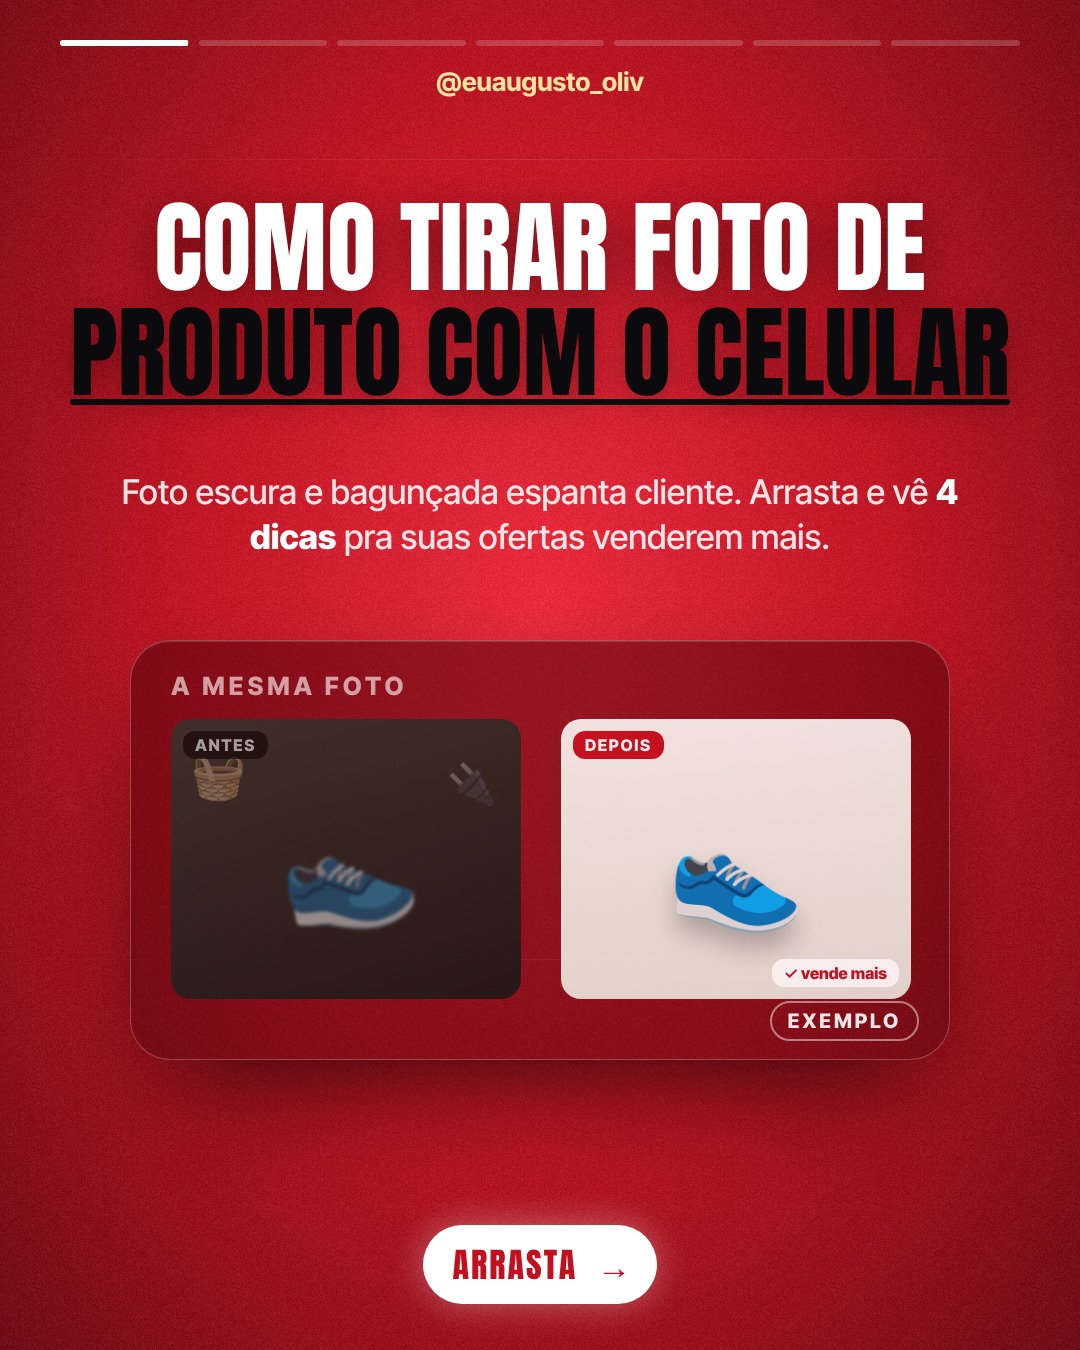 @euaugusto_oliv
COMO TIRAR FOTO DE
PRODUTO COM O CELULAR
Foto escura e bagunçada espanta cliente. Arrasta e vê 4
dicas pra suas ofertas venderem mais.
A MESMA FOTO
ANTES
DEPOIS
✓ vende mais
EXEMPLO
ARRASTA →